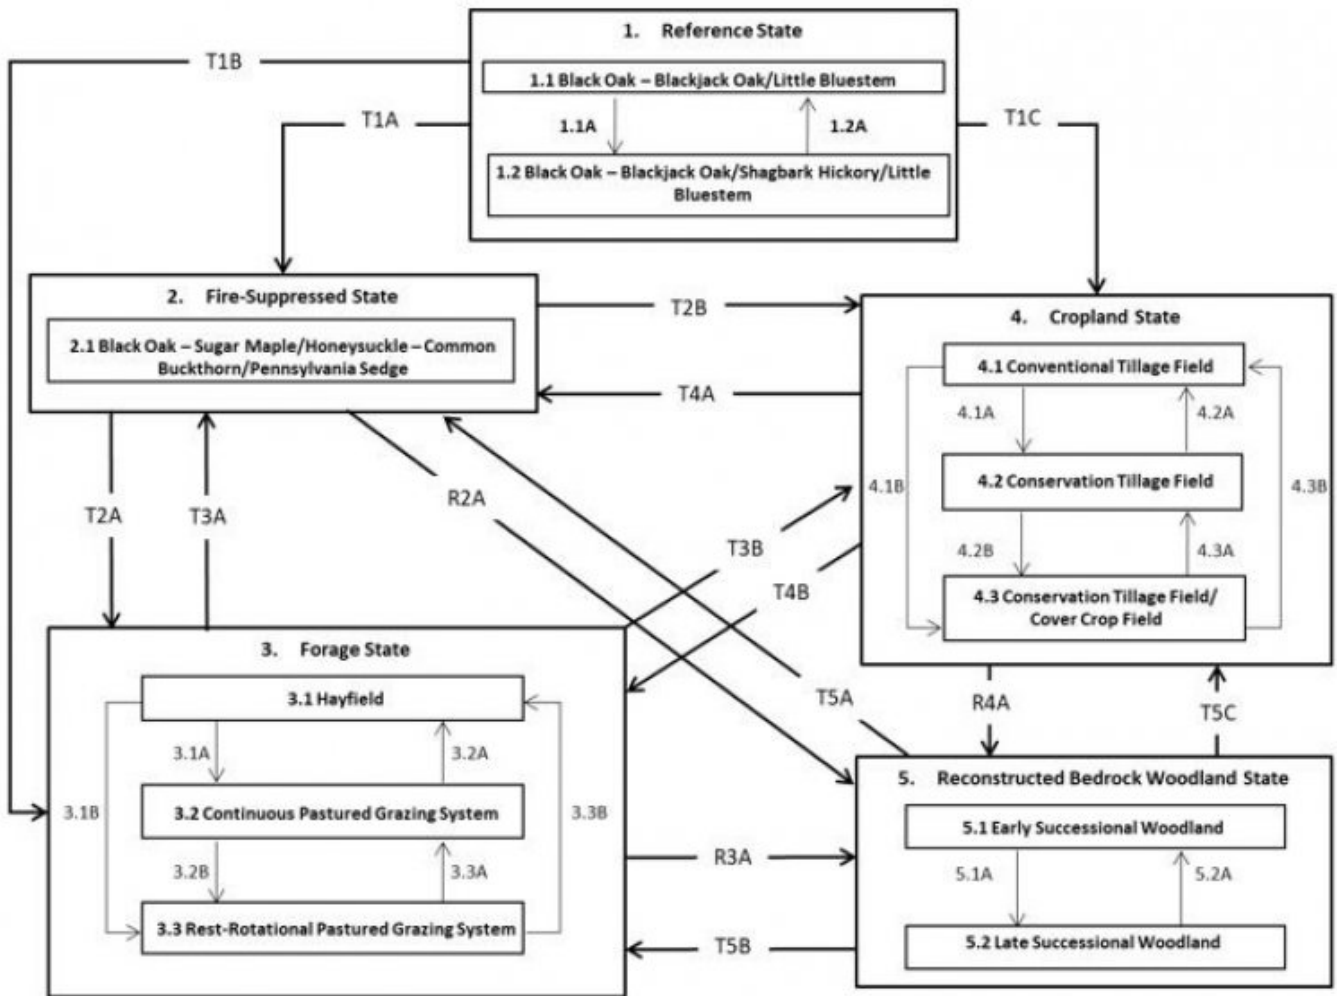 1. Reference State
T1B
1.1 Black Oak – Blackjack Oak/Little Bluestem
T1A
1.1A
1.2A
T1C
1.2 Black Oak – Blackjack Oak/Shagbark Hickory/Little
Bluestem
2. Fire-Suppressed State
2.1 Black Oak – Sugar Maple/Honeysuckle – Common
Buckthorn/Pennsylvania Sedge
T2B
T4A
4. Cropland State
4.1 Conventional Tillage Field
4.1A
4.2A
4.2 Conservation Tillage Field
4.1B
4.3B
4.2B
4.3A
4.3 Conservation Tillage Field/
Cover Crop Field
T2A
T3A
R2A
T3B
T4B
T5A
R4A
T5C
3. Forage State
3.1 Hayfield
3.1A
3.2A
3.2 Continuous Pastured Grazing System
3.1B
3.3B
3.2B
3.3A
3.3 Rest-Rotational Pastured Grazing System
R3A
T5B
5. Reconstructed Bedrock Woodland State
5.1 Early Successional Woodland
5.1A
5.2A
5.2 Late Successional Woodland